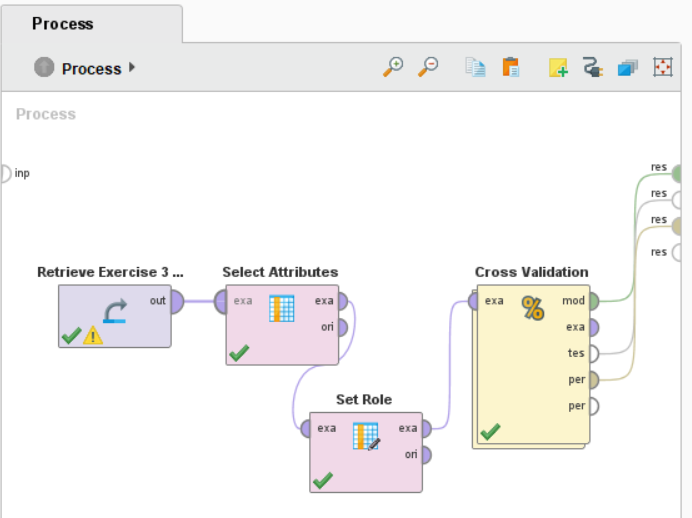 Process
Process
Process
inp
res
res
res
res
Retrieve Exercise 3 ...
out
Select Attributes
exa
exa
ori
Cross Validation
exa
%
mod
exa
tes
per
per
Set Role
exa
exa
ori